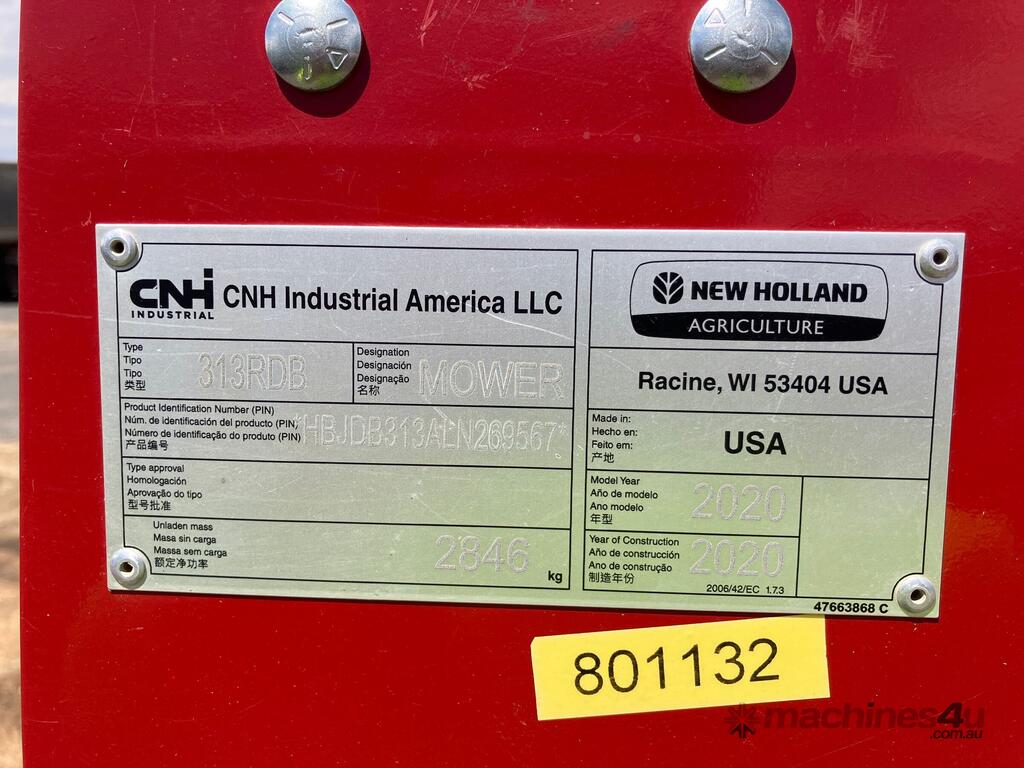 CNH INDUSTRIAL CNH Industrial America LLC
Type
Tipo
Tipo
类型
313RDB
Designation
Designación
Designação
名称
MOWER
Product Identification Number (PIN)
Núm. de identificación del producto (PIN)
Número de identificação do produto (PIN)
产品编号
*HBJDB313ALN269567*
Type approval
Homologación
Aprovação do tipo
型号批准
Unladen mass
Masa sin carga
Massa sem carga
额定净功率
2846
kg
NEW HOLLAND
AGRICULTURE
Racine, WI 53404 USA
Made in:
Hecho en:
Feito em:
产地
USA
Model Year
Año de modelo
Ano modelo
年型
2020
Year of Construction
Año de construcción
Ano de construção
制造年份
2020
2006/42/EC 1.7.3
47663868 C
801132
machines4u
.com.au